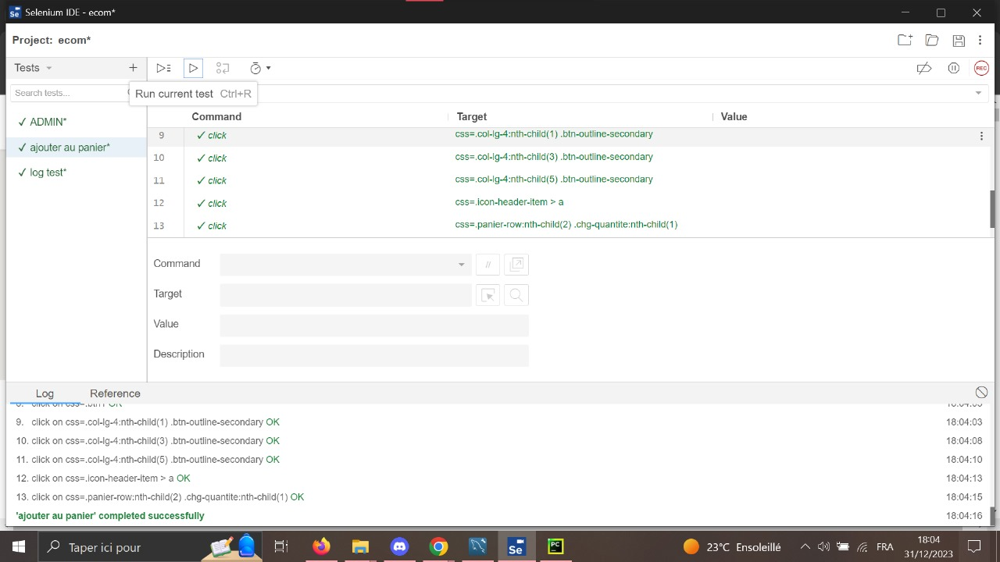 Selenium IDE - ecom*
Project: ecom*
Tests
Search tests...
Run current test Ctrl+R
REC
Command Target Value
✓ ADMIN*
✓ ajouter au panier*
✓ log test*
9 ✓ click css=.col-lg-4:nth-child(1) .btn-outline-secondary
10 ✓ click css=.col-lg-4:nth-child(3) .btn-outline-secondary
11 ✓ click css=.col-lg-4:nth-child(5) .btn-outline-secondary
12 ✓ click css=.icon-header-item > a
13 ✓ click css=.panier-row:nth-child(2) .chg-quantite:nth-child(1)
Command //
Target
Value
Description
Log Reference
9. click on css=.col-lg-4:nth-child(1) .btn-outline-secondary OK 18:04:03
10. click on css=.col-lg-4:nth-child(3) .btn-outline-secondary OK 18:04:08
11. click on css=.col-lg-4:nth-child(5) .btn-outline-secondary OK 18:04:10
12. click on css=.icon-header-item > a OK 18:04:13
13. click on css=.panier-row:nth-child(2) .chg-quantite:nth-child(1) OK 18:04:15
'ajouter au panier' completed successfully 18:04:16
Taper ici pour
Se
PC
23°C Ensoleillé
FRA
18:04
31/12/2023